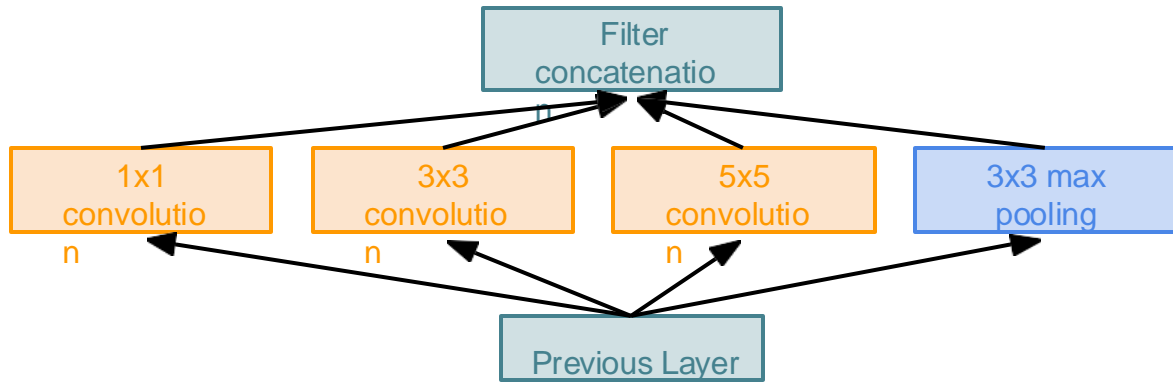 Filter
concatenatio
n
1x1
convolutio
n
3x3
convolutio
n
5x5
convolutio
n
3x3 max
pooling
Previous Layer